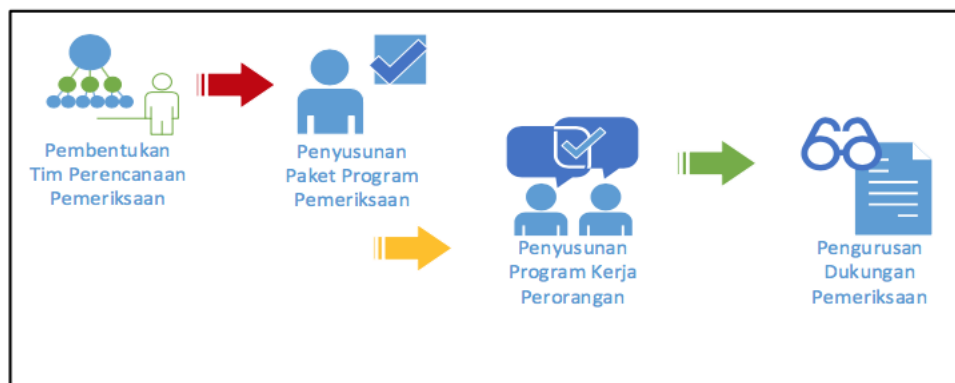 Pembentukan
Tim Perencanaan
Pemeriksaan
Penyusunan
Paket Program
Pemeriksaan
Penyusunan
Program Kerja
Perorangan
Pengurusan
Dukungan
Pemeriksaan